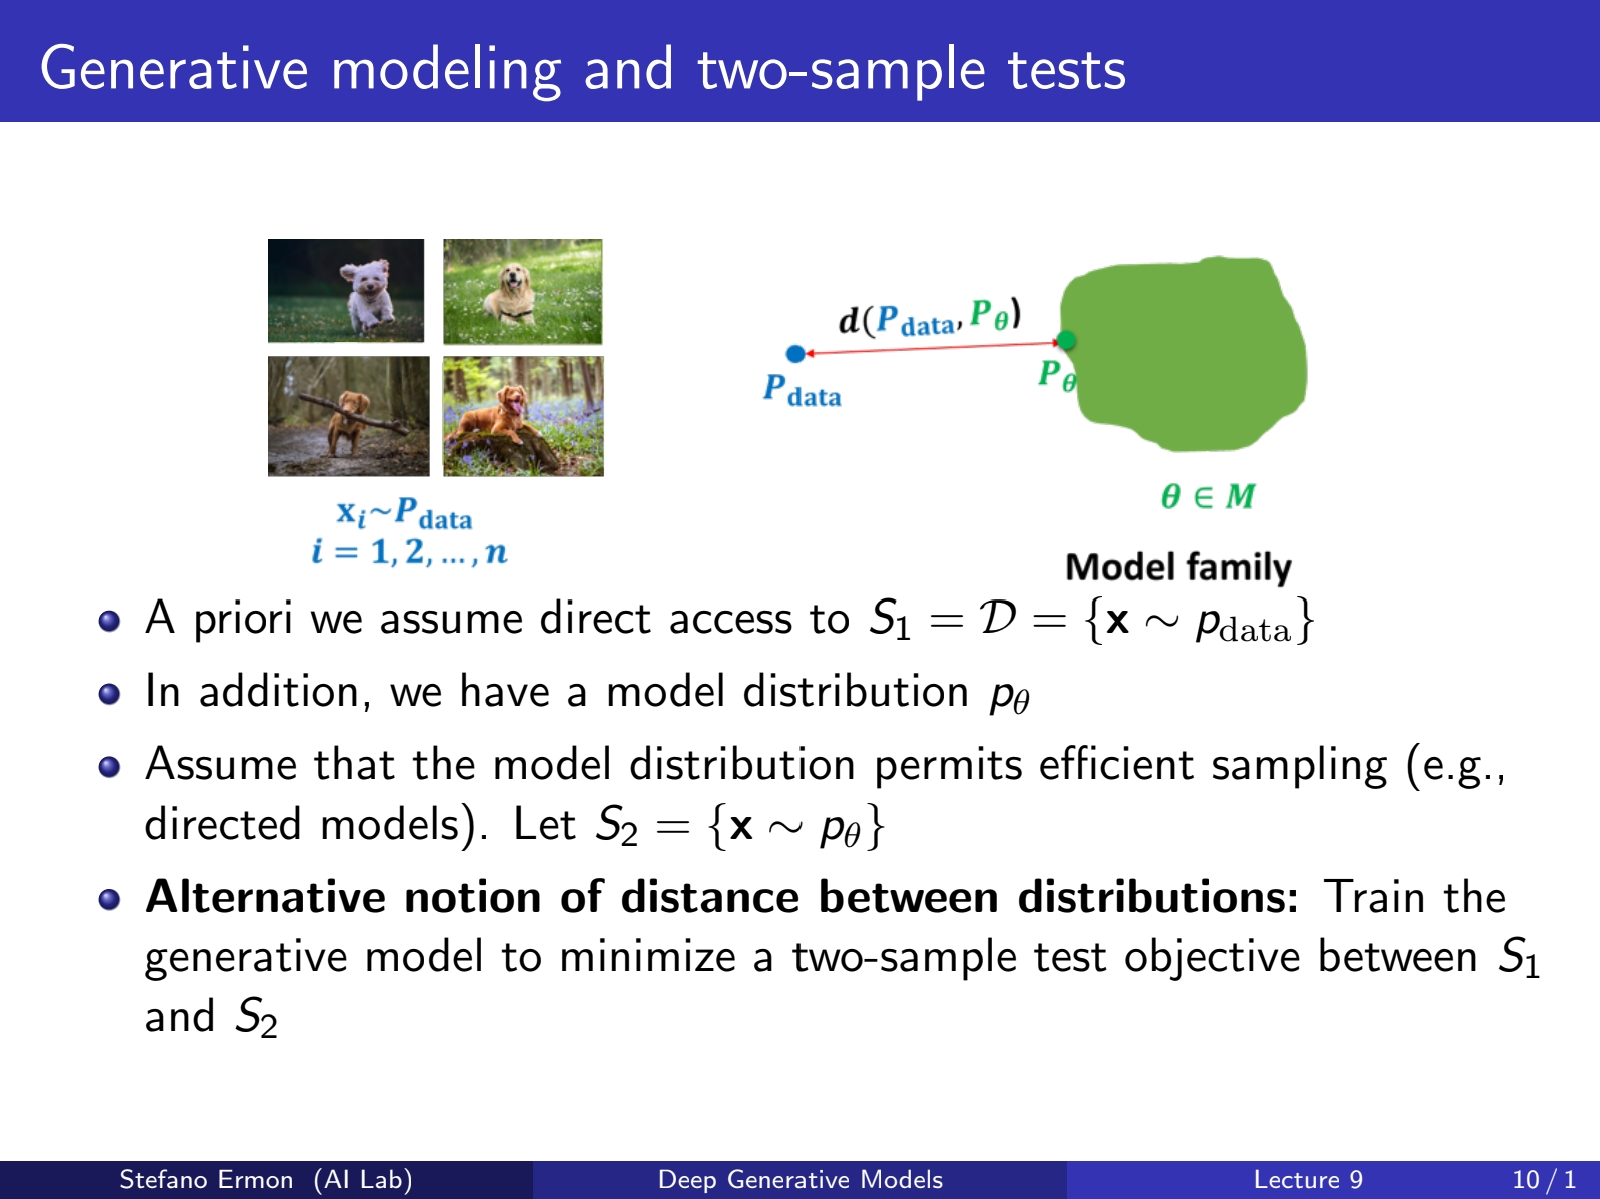 Generative modeling and two-sample tests
d(P_data, P_θ)
P_data
P_θ
x_i~P_data
i = 1, 2, ... , n
θ ∈ M
Model family
A priori we assume direct access to S_1 = 𝒟 = {x ∼ p_data}
In addition, we have a model distribution p_θ
Assume that the model distribution permits efficient sampling (e.g.,
directed models). Let S_2 = {x ∼ p_θ}
Alternative notion of distance between distributions: Train the
generative model to minimize a two-sample test objective between S_1
and S_2
Stefano Ermon (AI Lab) Deep Generative Models Lecture 9 10 / 1